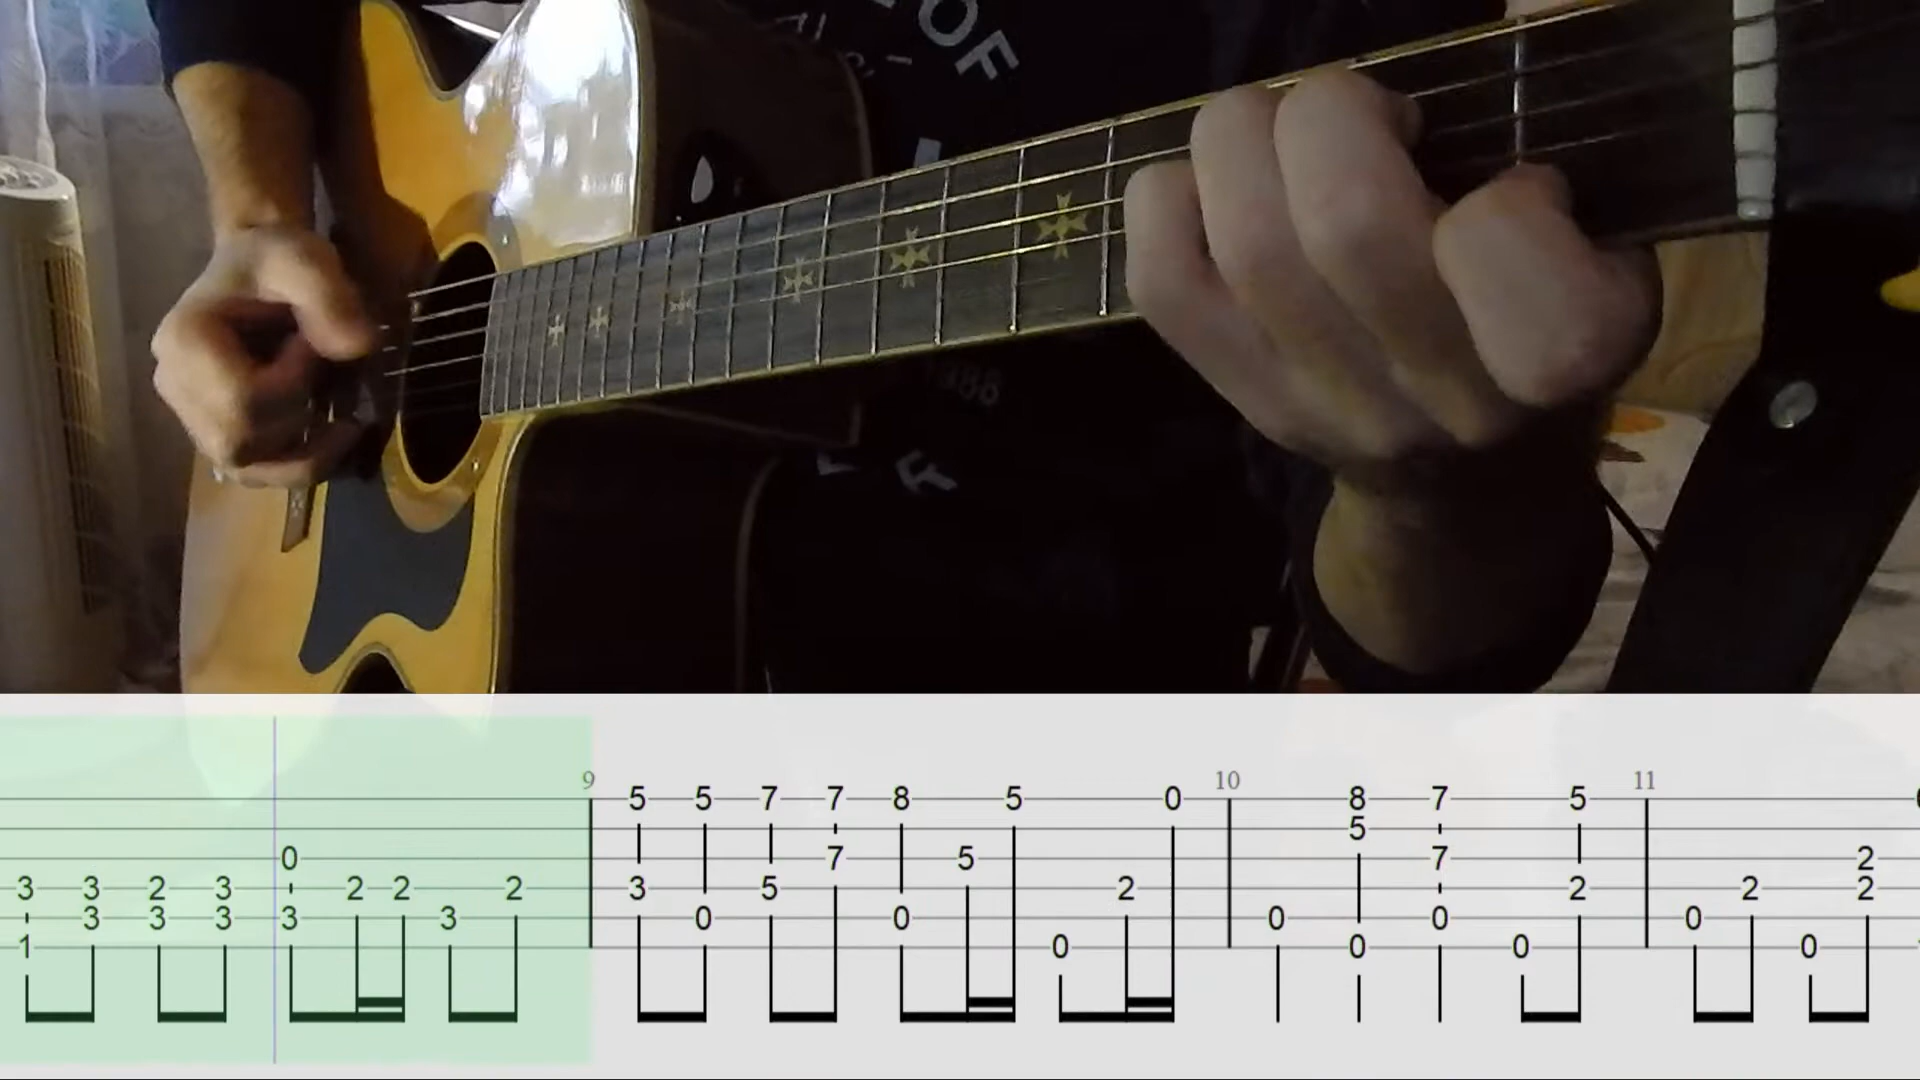 OF
1986
9 10 11
5 5 7 7 8 5 0 8 7 5
5
0 7 5 2
3 3 2 3 2 2 2 3 5 2 2 2 2
3 3 3 3 3 0 0 0 0 0
1 0 0 0 0